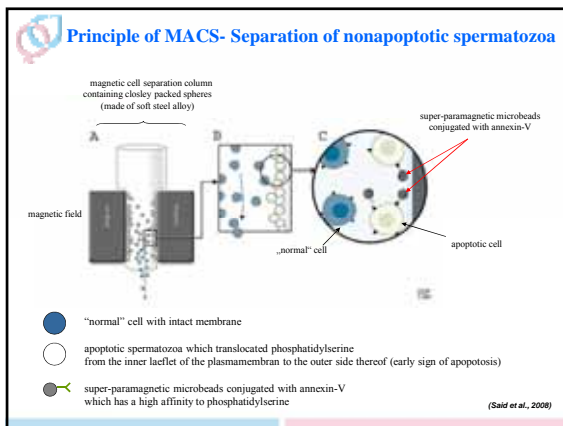 Principle of MACS- Separation of nonapoptotic spermatozoa
magnetic cell separation column
containing closley packed spheres
(made of soft steel alloy)
super-paramagnetic microbeads
conjugated with annexin-V
A
B
C
magnetic field
„normal“ cell
apoptotic cell
“normal” cell with intact membrane
apoptotic spermatozoa which translocated phosphatidylserine
from the inner laeflet of the plasmamembran to the outer side thereof (early sign of apopotosis)
super-paramagnetic microbeads conjugated with annexin-V
which has a high affinity to phosphatidylserine
(Said et al., 2008)